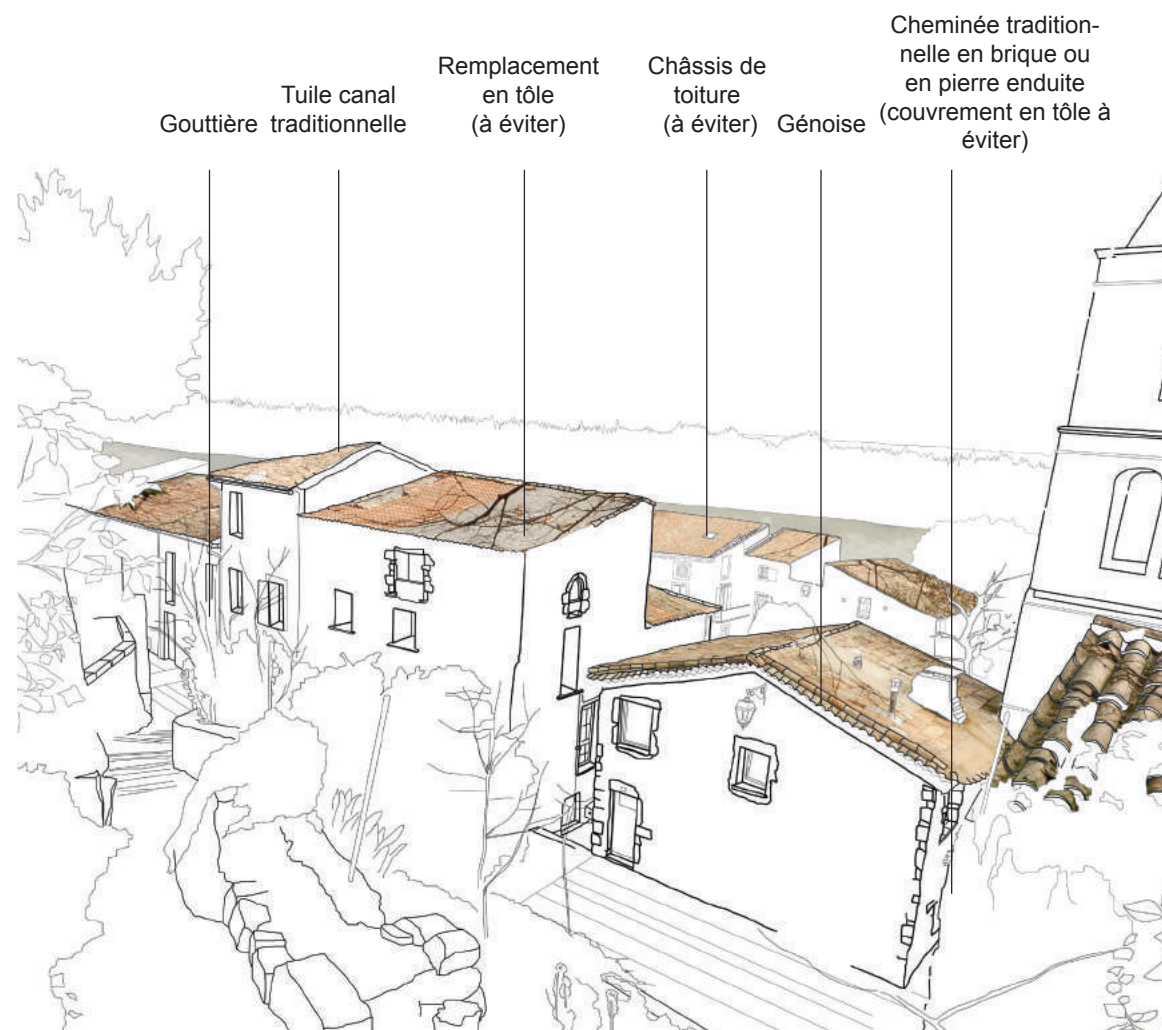 Gouttière
Tuile canal
traditionnelle
Remplacement
en tôle
(à éviter)
Châssis de
toiture
(à éviter)
Génoise
Cheminée tradition-
nelle en brique ou
en pierre enduite
(couvrement en tôle à
éviter)